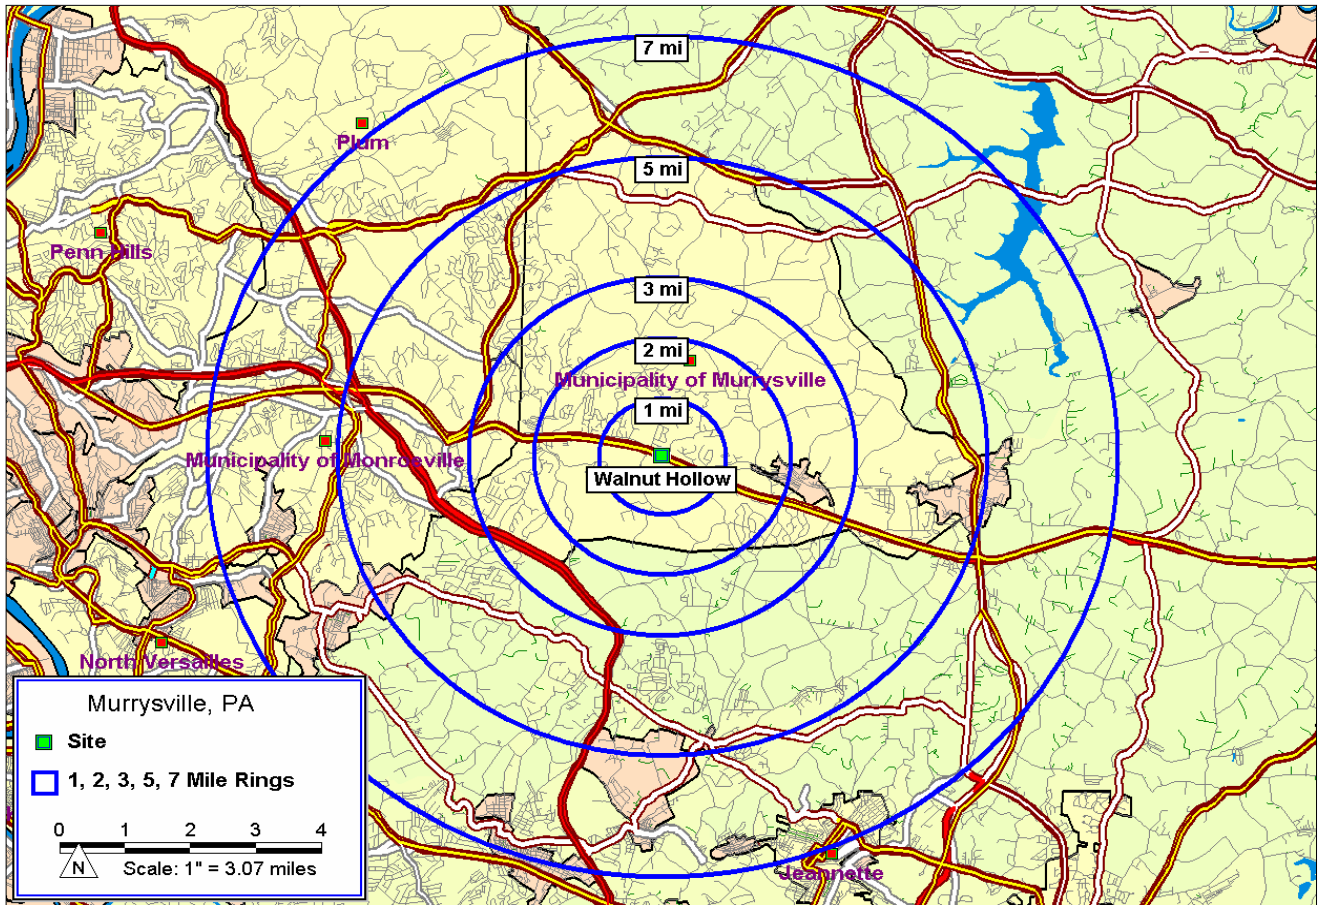 7 mi
Plum
5 mi
Penn Hills
3 mi
2 mi
Municipality of Murrysville
1 mi
Municipality of Monroeville
Walnut Hollow
North Versailles
Jeannette
Murrysville, PA
Site
1, 2, 3, 5, 7 Mile Rings
0 1 2 3 4
N Scale: 1" = 3.07 miles